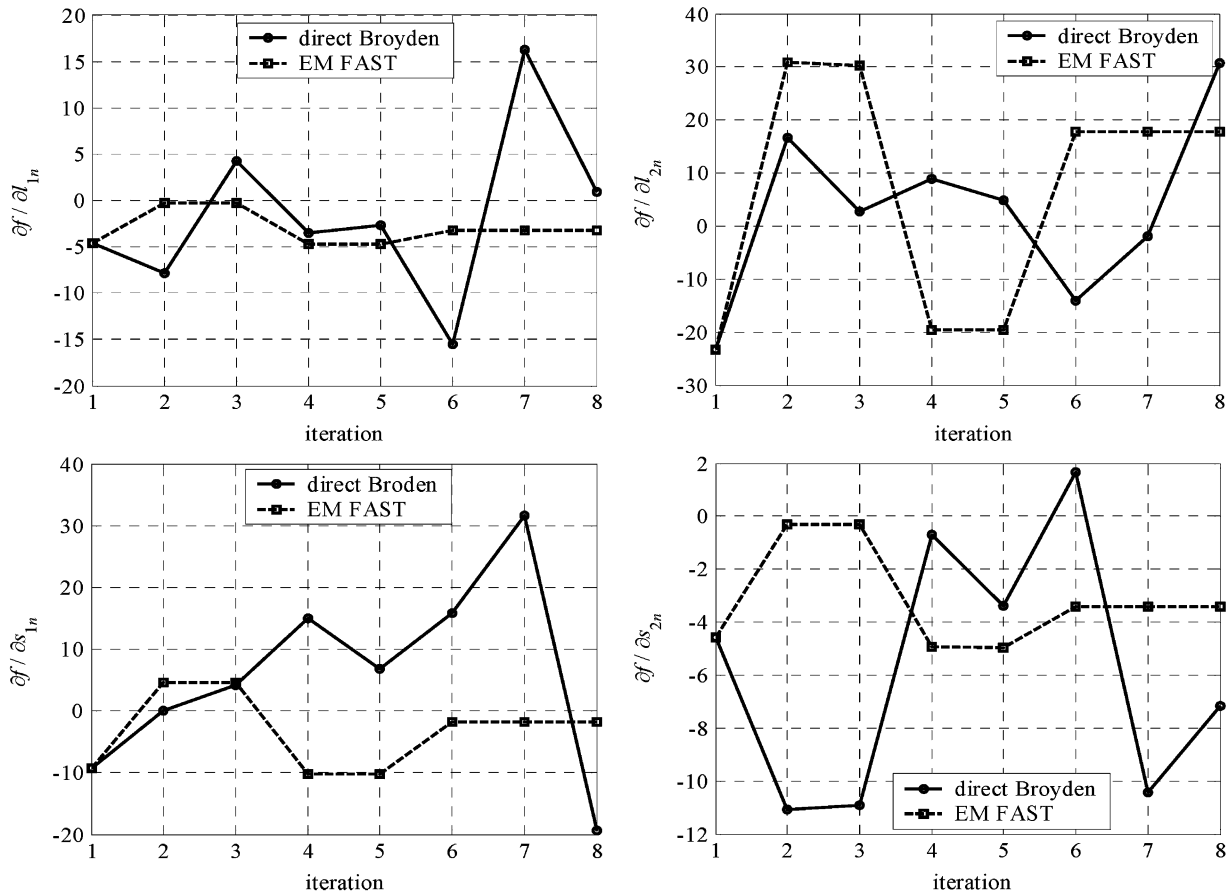 20
15
10
5
0
-5
-10
-15
-20
∂f / ∂l1n
direct Broyden
EM FAST
1 2 3 4 5 6 7 8
iteration
40
30
20
10
0
-10
-20
-30
∂f / ∂l2n
direct Broyden
EM FAST
1 2 3 4 5 6 7 8
iteration
40
30
20
10
0
-10
-20
∂f / ∂s1n
direct Broden
EM FAST
1 2 3 4 5 6 7 8
iteration
2
0
-2
-4
-6
-8
-10
-12
∂f / ∂s2n
direct Broyden
EM FAST
1 2 3 4 5 6 7 8
iteration